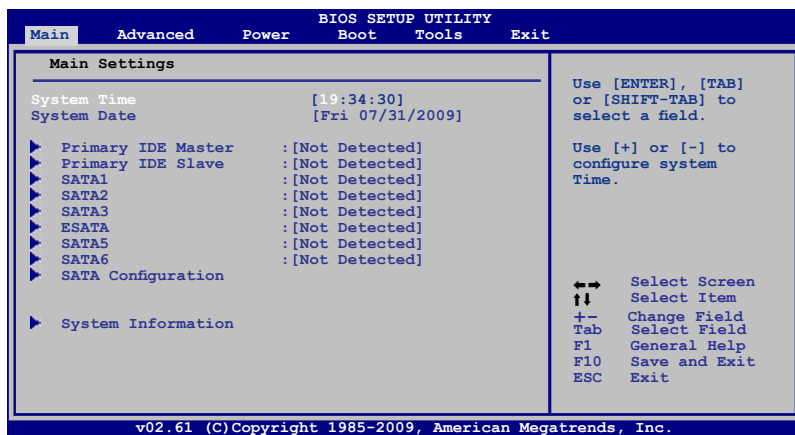 BIOS SETUP UTILITY
Main Advanced Power Boot Tools Exit
Main Settings
System Time [19:34:30]
System Date [Fri 07/31/2009]
Primary IDE Master :[Not Detected]
Primary IDE Slave :[Not Detected]
SATA1 :[Not Detected]
SATA2 :[Not Detected]
SATA3 :[Not Detected]
ESATA :[Not Detected]
SATA5 :[Not Detected]
SATA6 :[Not Detected]
SATA Configuration
System Information
Use [ENTER], [TAB]
or [SHIFT-TAB] to
select a field.
Use [+] or [-] to
configure system
Time.
←→ Select Screen
↑↓ Select Item
+- Change Field
Tab Select Field
F1 General Help
F10 Save and Exit
ESC Exit
v02.61 (C)Copyright 1985-2009, American Megatrends, Inc.